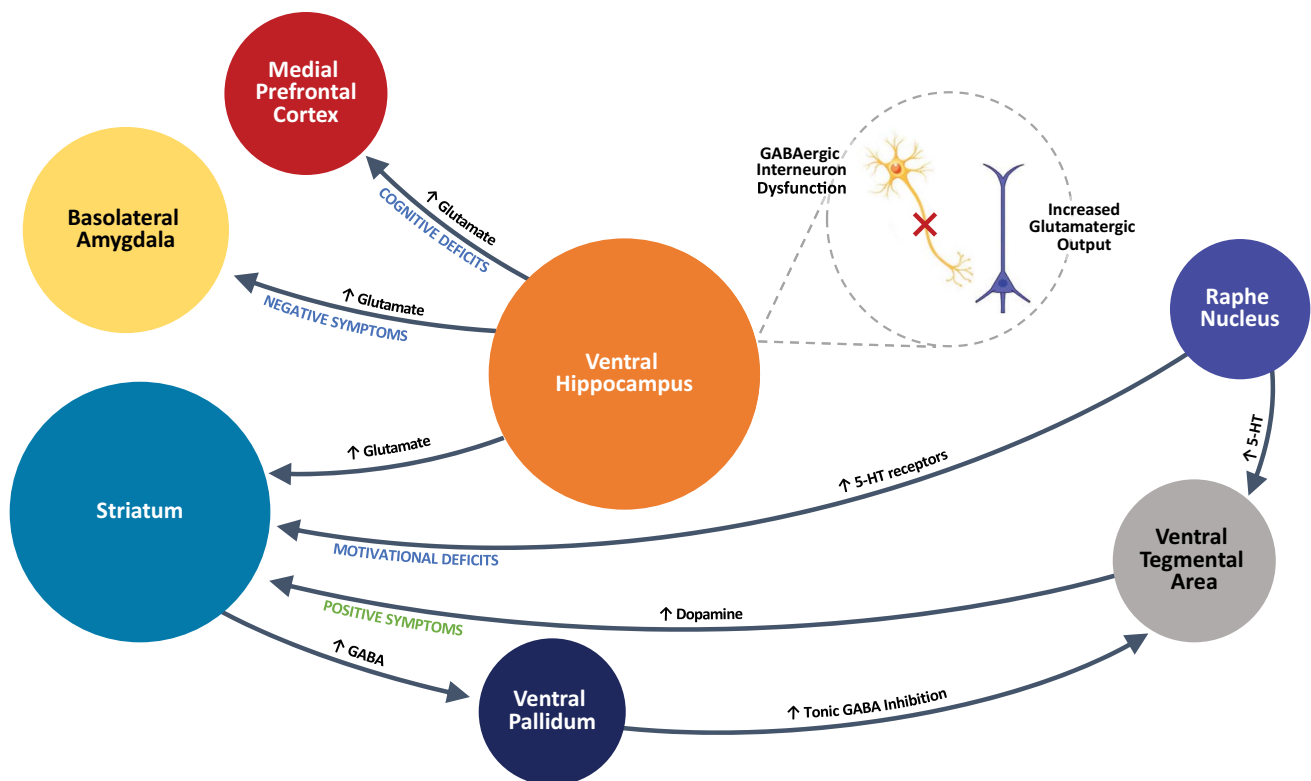 Medial
Prefrontal
Cortex
Basolateral
Amygdala
↑ Glutamate
COGNITIVE DEFICITS
↑ Glutamate
NEGATIVE SYMPTOMS
Ventral
Hippocampus
GABAergic
Interneuron
Dysfunction
Increased
Glutamatergic
Output
Raphe
Nucleus
↑ Glutamate
Striatum
↑ 5-HT receptors
MOTIVATIONAL DEFICITS
↑ 5-HT
Ventral
Tegmental
Area
↑ Dopamine
POSITIVE SYMPTOMS
↑ GABA
Ventral
Pallidum
↑ Tonic GABA Inhibition